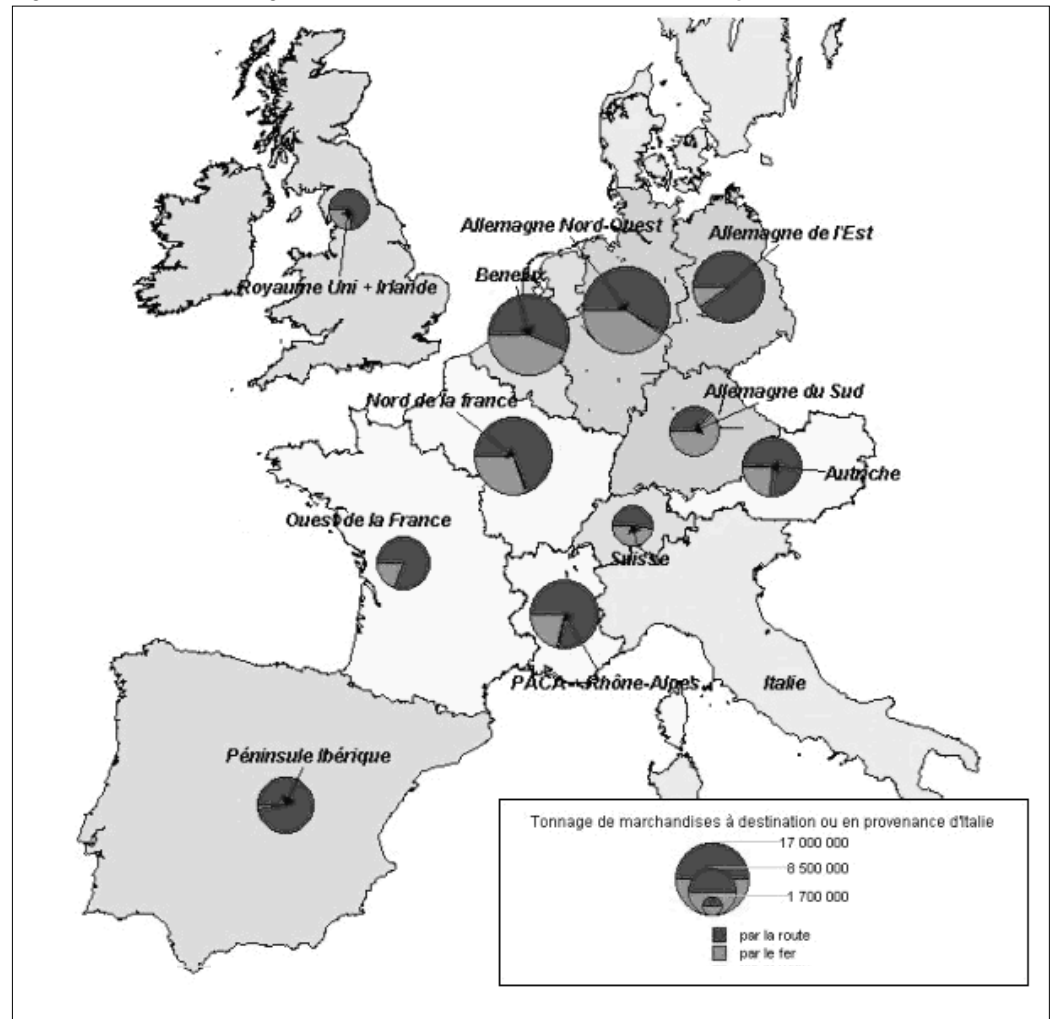 Allemagne Nord-Ouest
Allemagne de l'Est
Benelux
Royaume Uni + Irlande
Nord de la france
Allemagne du Sud
Autriche
Ouest de la France
Suisse
PACA - Rhône-Alpes
Italie
Péninsule Ibérique
Tonnage de marchandises à destination ou en provenance d'Italie
17 000 000
8 500 000
1 700 000
par la route
par le fer